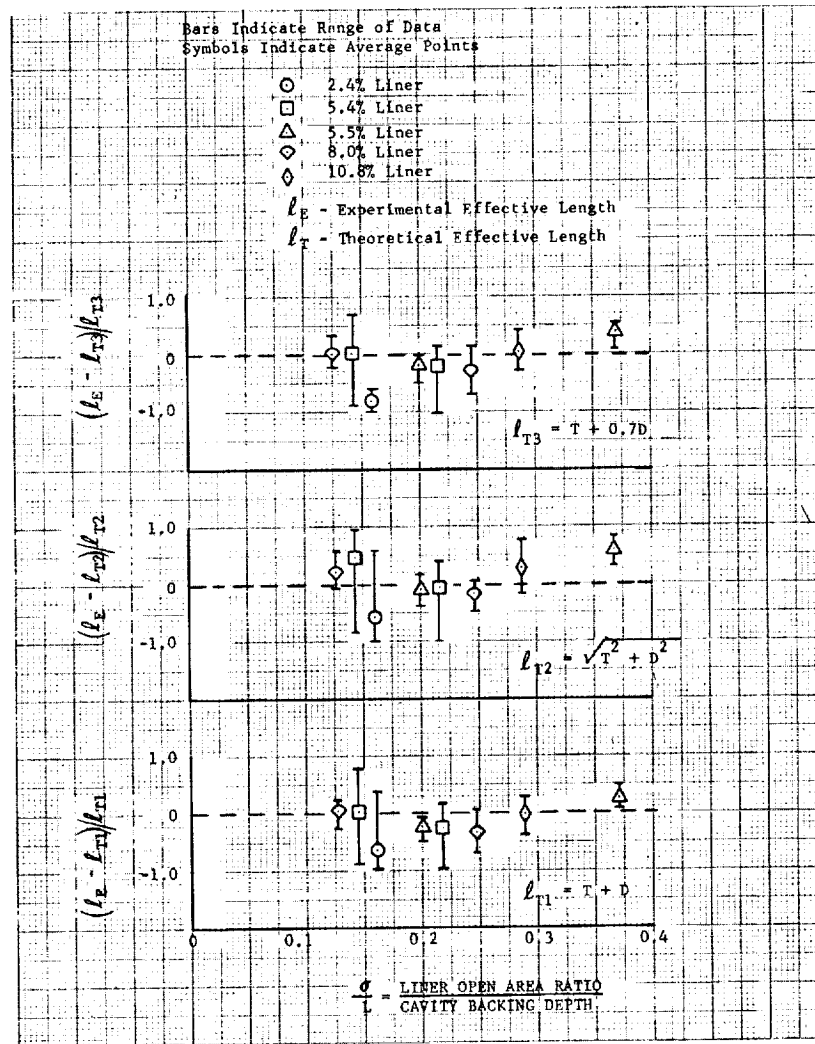 Bars Indicate Range of Data
Symbols Indicate Average Points
2.4% Liner
5.4% Liner
5.5% Liner
8.0% Liner
10.8% Liner
ℓE - Experimental Effective Length
ℓT - Theoretical Effective Length
(ℓE - ℓT3)/ℓT3
1.0
0
-1.0
ℓT3 = T + 0.7D
(ℓE - ℓT2)/ℓT2
1.0
0
-1.0
ℓT2 = √T² + D²
(ℓE - ℓT1)/ℓT1
1.0
0
-1.0
ℓT1 = T + D
0 0.1 0.2 0.3 0.4
σ/L = LINER OPEN AREA RATIO
CAVITY BACKING DEPTH